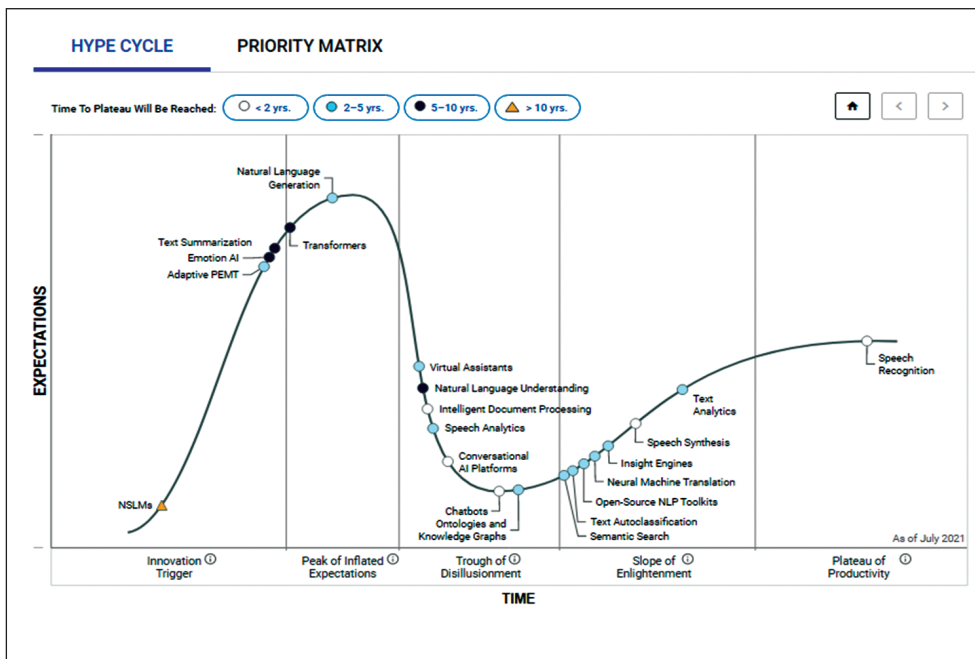 HYPE CYCLE
PRIORITY MATRIX
Time To Plateau Will Be Reached:
< 2 yrs.
2–5 yrs.
5–10 yrs.
> 10 yrs.
Natural Language
Generation
Text Summarization
Emotion AI
Adaptive PEMT
Transformers
NSLMs
Virtual Assistants
Natural Language Understanding
Intelligent Document Processing
Speech Analytics
Conversational
AI Platforms
Chatbots
Ontologies and
Knowledge Graphs
Speech
Recognition
Text
Analytics
Speech Synthesis
Insight Engines
Neural Machine Translation
Open-Source NLP Toolkits
Text Autoclassification
Semantic Search
As of July 2021
EXPECTATIONS
Innovation
Trigger
Peak of Inflated
Expectations
Trough of
Disillusionment
Slope of
Enlightenment
Plateau of
Productivity
TIME